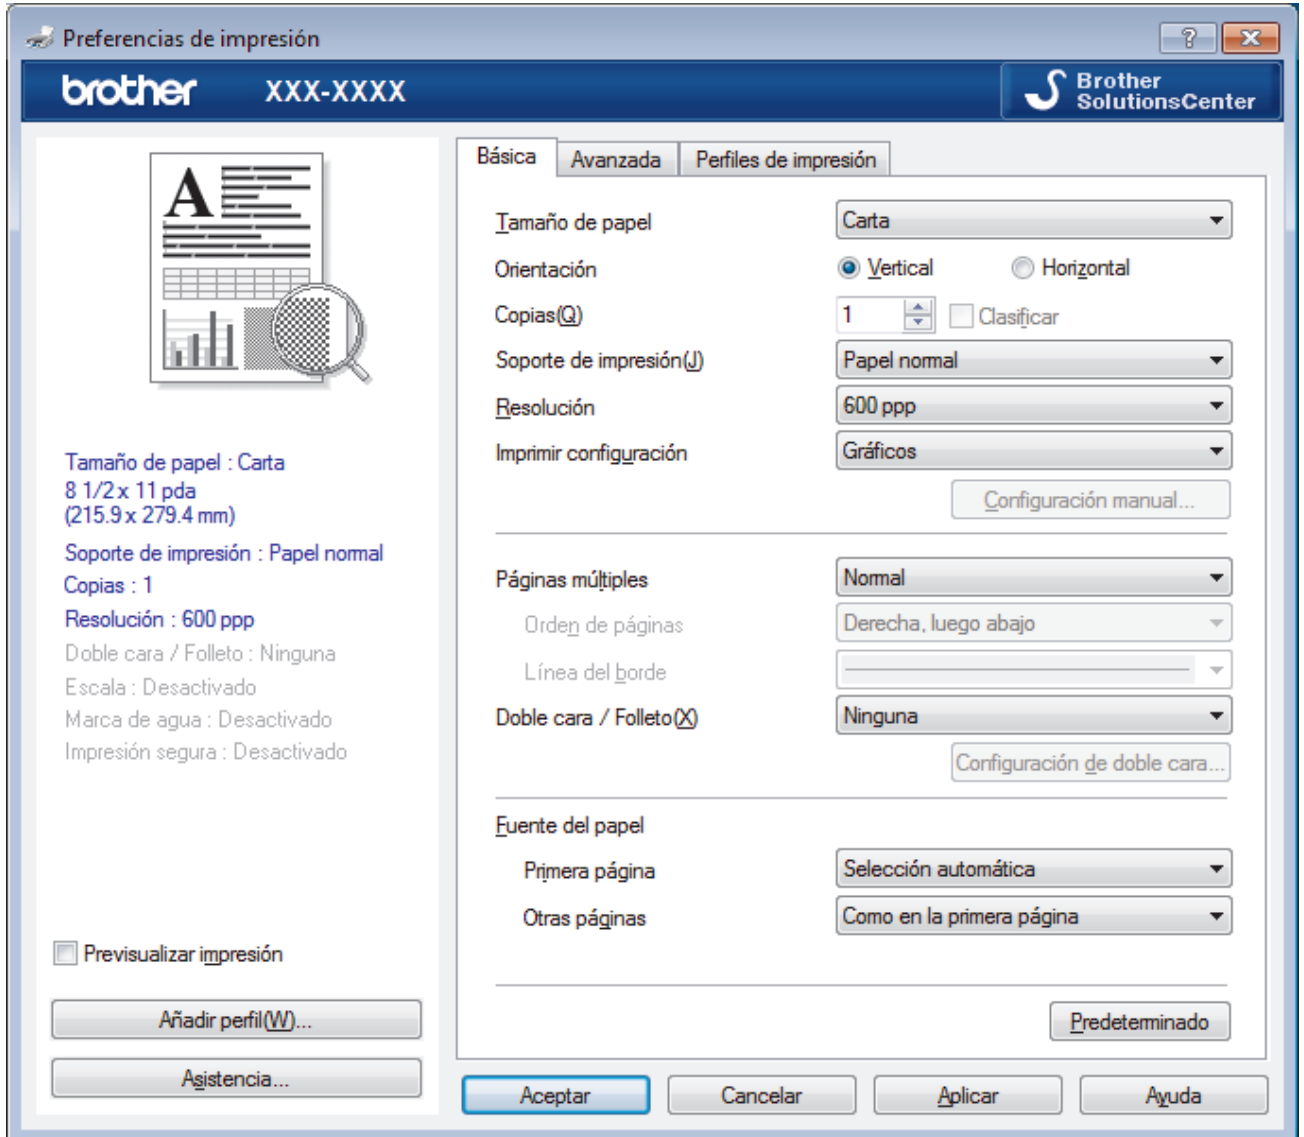 Preferencias de impresión
brother XXX-XXXX
Brother
SolutionsCenter
A
Tamaño de papel : Carta
8 1/2 x 11 pda
(215.9 x 279.4 mm)
Soporte de impresión : Papel normal
Copias : 1
Resolución : 600 ppp
Doble cara / Folleto : Ninguna
Escala : Desactivado
Marca de agua : Desactivado
Impresión segura : Desactivado
Previsualizar impresión
Añadir perfil(W)...
Asistencia...
Básica Avanzada Perfiles de impresión
Tamaño de papel Carta
Orientación Vertical Horizontal
Copias(Q) 1 Clasificar
Soporte de impresión(J) Papel normal
Resolución 600 ppp
Imprimir configuración Gráficos
Configuración manual...
Páginas múltiples Normal
Orden de páginas Derecha, luego abajo
Línea del borde
Doble cara / Folleto(X) Ninguna
Configuración de doble cara...
Fuente del papel
Primera página Selección automática
Otras páginas Como en la primera página
Predeterminado
Aceptar Cancelar Aplicar Ayuda